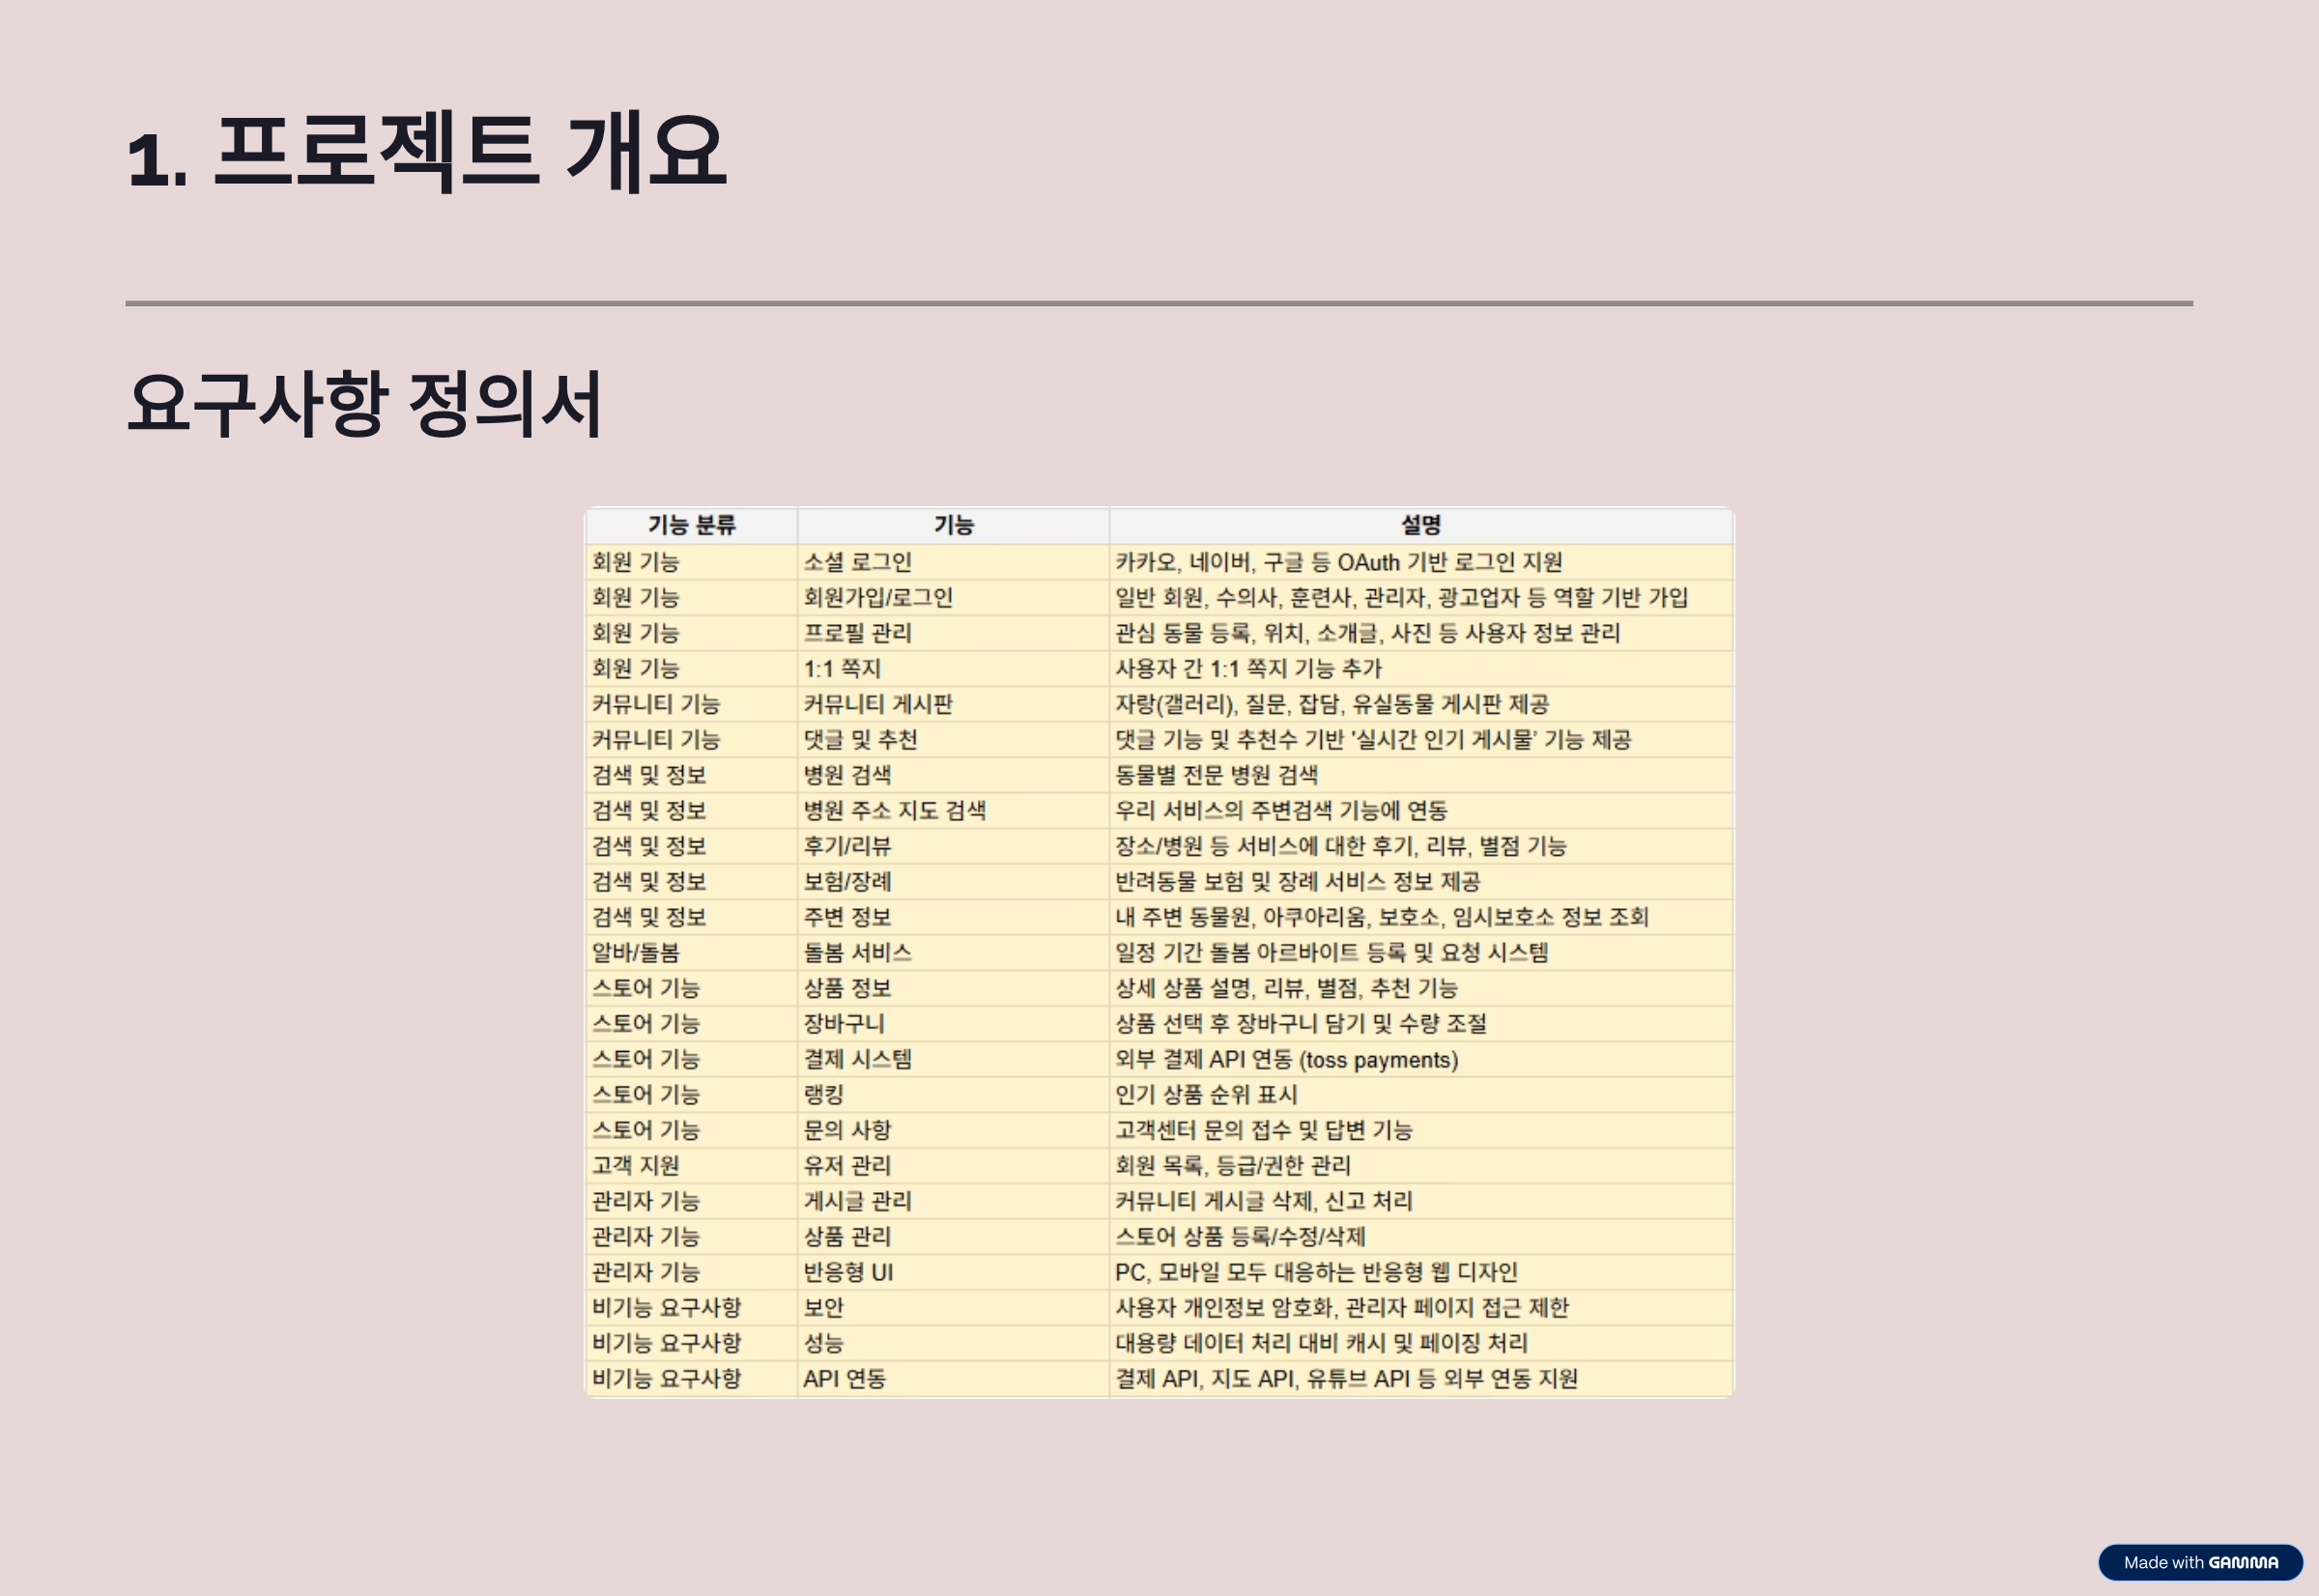 1. 프로젝트 개요
요구사항 정의서
기능 분류 기능 설명
회원 기능 소셜 로그인 카카오, 네이버, 구글 등 OAuth 기반 로그인 지원
회원 기능 회원가입/로그인 일반 회원, 수의사, 훈련사, 관리자, 광고업자 등 역할 기반 가입
회원 기능 프로필 관리 관심 동물 등록, 위치, 소개글, 사진 등 사용자 정보 관리
회원 기능 1:1 쪽지 사용자 간 1:1 쪽지 기능 추가
커뮤니티 기능 커뮤니티 게시판 자랑(갤러리), 질문, 잡담, 유실동물 게시판 제공
커뮤니티 기능 댓글 및 추천 댓글 기능 및 추천수 기반 '실시간 인기 게시물’ 기능 제공
검색 및 정보 병원 검색 동물별 전문 병원 검색
검색 및 정보 병원 주소 지도 검색 우리 서비스의 주변검색 기능에 연동
검색 및 정보 후기/리뷰 장소/병원 등 서비스에 대한 후기, 리뷰, 별점 기능
검색 및 정보 보험/장례 반려동물 보험 및 장례 서비스 정보 제공
검색 및 정보 주변 정보 내 주변 동물원, 아쿠아리움, 보호소, 임시보호소 정보 조회
알바/돌봄 돌봄 서비스 일정 기간 돌봄 아르바이트 등록 및 요청 시스템
스토어 기능 상품 정보 상세 상품 설명, 리뷰, 별점, 추천 기능
스토어 기능 장바구니 상품 선택 후 장바구니 담기 및 수량 조절
스토어 기능 결제 시스템 외부 결제 API 연동 (toss payments)
스토어 기능 랭킹 인기 상품 순위 표시
스토어 기능 문의 사항 고객센터 문의 접수 및 답변 기능
고객 지원 유저 관리 회원 목록, 등급/권한 관리
관리자 기능 게시글 관리 커뮤니티 게시글 삭제, 신고 처리
관리자 기능 상품 관리 스토어 상품 등록/수정/삭제
관리자 기능 반응형 UI PC, 모바일 모두 대응하는 반응형 웹 디자인
비기능 요구사항 보안 사용자 개인정보 암호화, 관리자 페이지 접근 제한
비기능 요구사항 성능 대용량 데이터 처리 대비 캐시 및 페이징 처리
비기능 요구사항 API 연동 결제 API, 지도 API, 유튜브 API 등 외부 연동 지원
Made with GAMMA